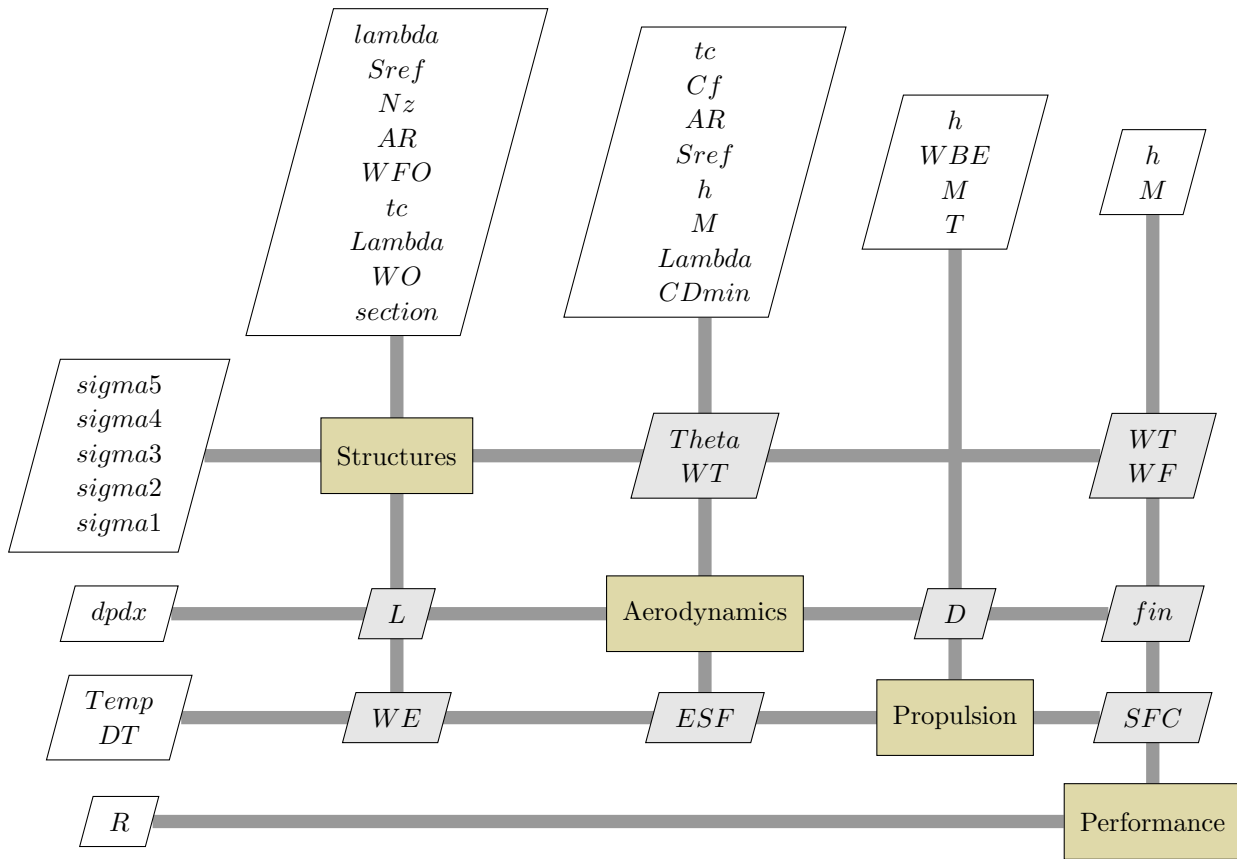 lambda
Sref
Nz
AR
WFO
tc
Lambda
WO
section
tc
Cf
AR
Sref
h
M
Lambda
CDmin
h
WBE
M
T
h
M
sigma5
sigma4
sigma3
sigma2
sigma1
Structures
Theta
WT
WT
WF
dpdx
L
Aerodynamics
D
fin
Temp
DT
WE
ESF
Propulsion
SFC
R
Performance